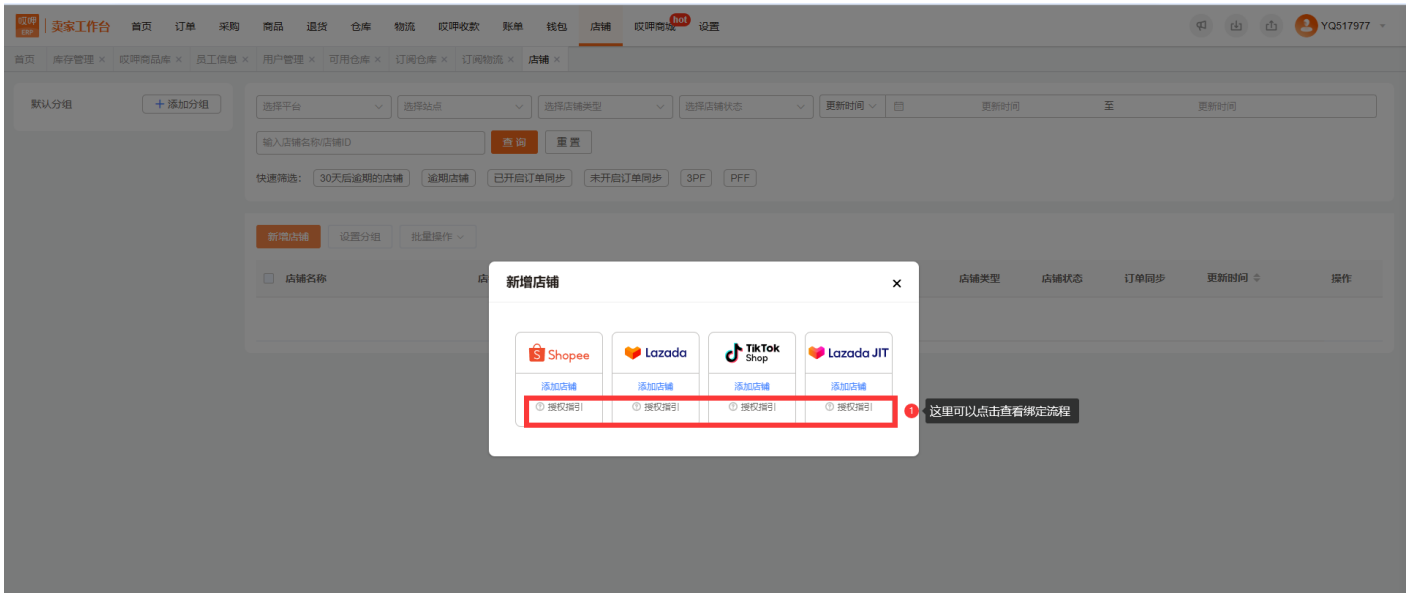 哎呷 ERP 卖家工作台 首页 订单 采购 商品 退货 仓库 物流 哎呷收款 账单 钱包 店铺 哎呷商城 hot 设置 YQ517977
首页 库存管理 × 哎呷商品库 × 员工信息 × 用户管理 × 可用仓库 × 订阅仓库 × 订阅物流 × 店铺 ×
默认分组 + 添加分组 选择平台 选择站点 选择店铺类型 选择店铺状态 更新时间 更新时间 至 更新时间
输入店铺名称/店铺ID 查 询 重 置
快速筛选: 30天后逾期的店铺 逾期店铺 已开启订单同步 未开启订单同步 3PF PFF
新增店铺 设置分组 批量操作
店铺名称 店 店铺类型 店铺状态 订单同步 更新时间 操作
新增店铺 ×
Shopee Lazada TikTok Shop Lazada JIT
添加店铺 添加店铺 添加店铺 添加店铺
授权指引 授权指引 授权指引 授权指引 1 这里可以点击查看绑定流程